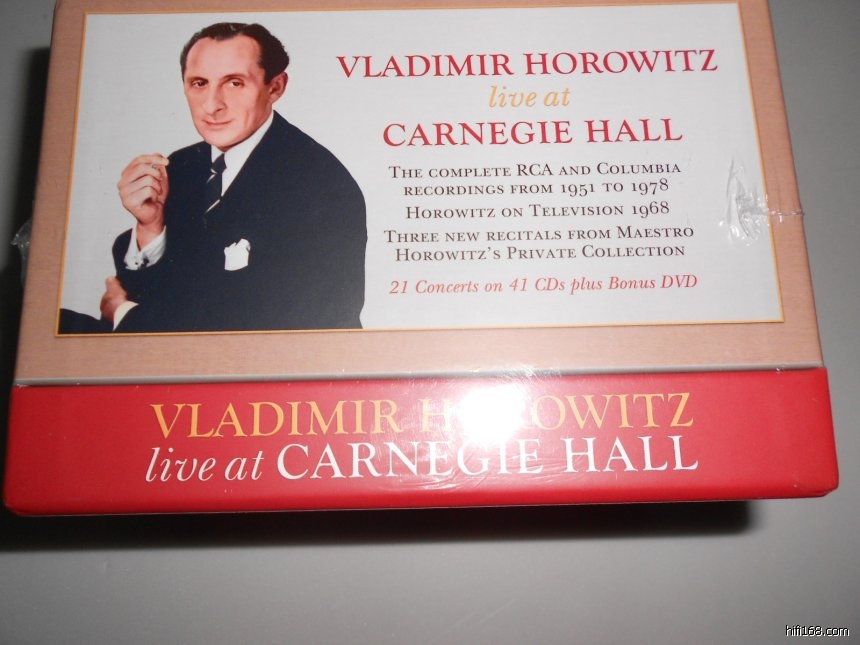 VLADIMIR HOROWITZ
live at
CARNEGIE HALL
THE COMPLETE RCA AND COLUMBIA
RECORDINGS FROM 1951 TO 1978
HOROWITZ ON TELEVISION 1968
THREE NEW RECITALS FROM MAESTRO
HOROWITZ'S PRIVATE COLLECTION
21 Concerts on 41 CDs plus Bonus DVD
VLADIMIR HOROWITZ
live at CARNEGIE HALL
hifi168.com